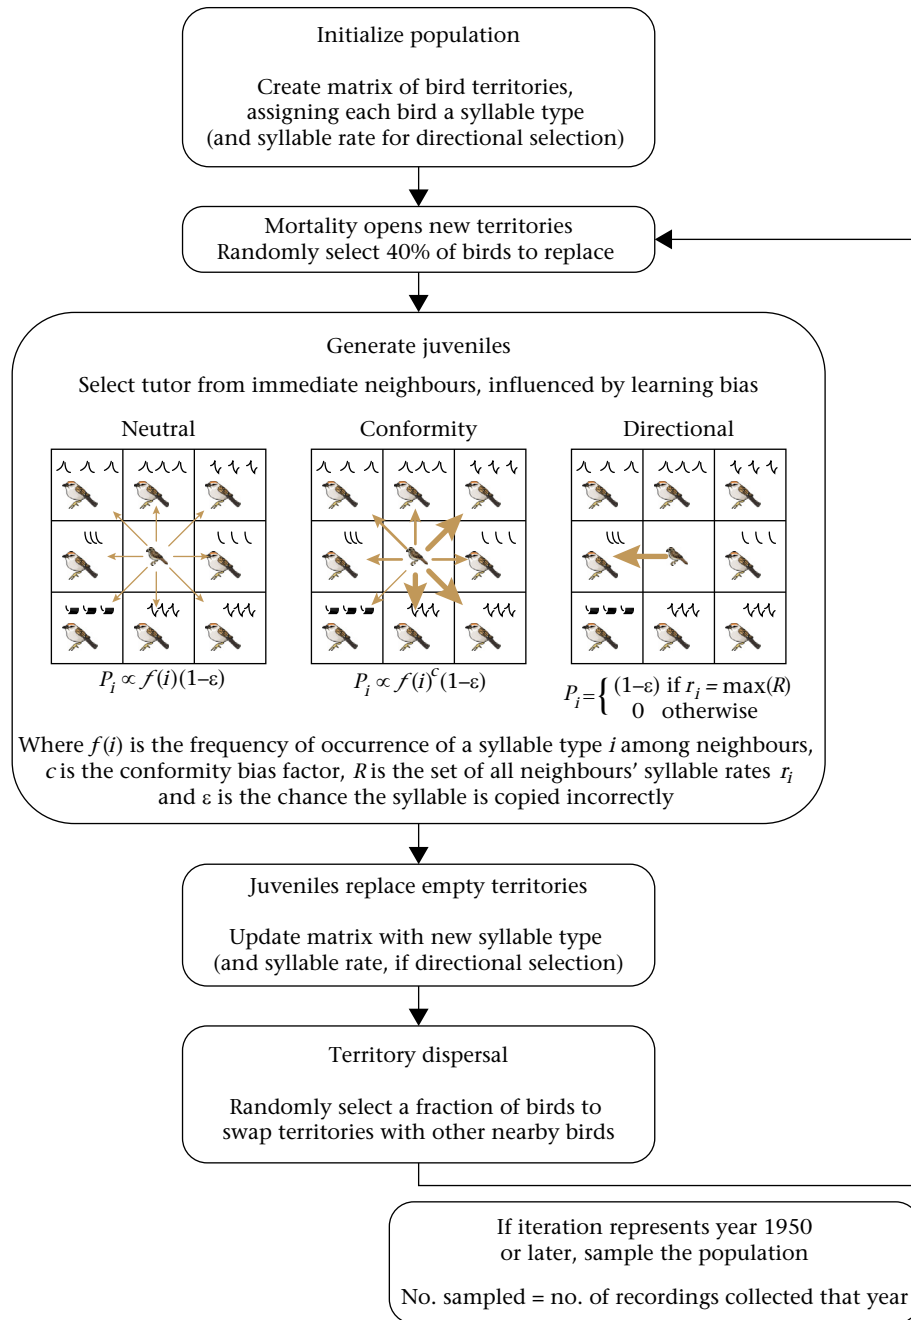 Initialize population
Create matrix of bird territories,
assigning each bird a syllable type
(and syllable rate for directional selection)
Mortality opens new territories
Randomly select 40% of birds to replace
Generate juveniles
Select tutor from immediate neighbours, influenced by learning bias
Neutral
Conformity
Directional
P_i ∝ f(i)(1–ε)
P_i ∝ f(i)^c(1–ε)
P_i = { (1–ε) if r_i = max(R)
0 otherwise
Where f(i) is the frequency of occurrence of a syllable type i among neighbours,
c is the conformity bias factor, R is the set of all neighbours’ syllable rates r_i
and ε is the chance the syllable is copied incorrectly
Juveniles replace empty territories
Update matrix with new syllable type
(and syllable rate, if directional selection)
Territory dispersal
Randomly select a fraction of birds to
swap territories with other nearby birds
If iteration represents year 1950
or later, sample the population
No. sampled = no. of recordings collected that year